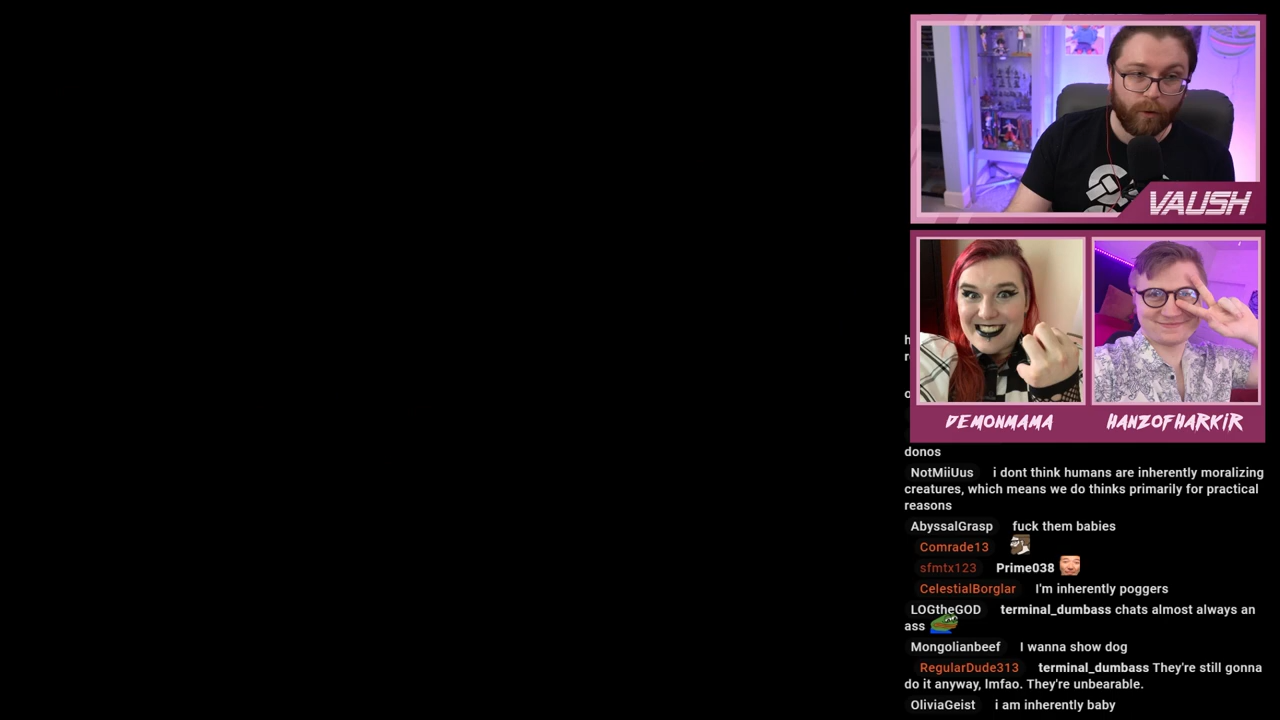 VAUSH
DEMONMAMA
HANZOFHARKIR
donos
NotMiiUus i dont think humans are inherently moralizing
creatures, which means we do thinks primarily for practical
reasons
AbyssalGrasp fuck them babies
Comrade13
sfmtx123 Prime038
CelestialBorglar I'm inherently poggers
LOGtheGOD terminal_dumbass chats almost always an
ass
Mongolianbeef I wanna show dog
RegularDude313 terminal_dumbass They're still gonna
do it anyway, lmfao. They're unbearable.
OliviaGeist i am inherently baby